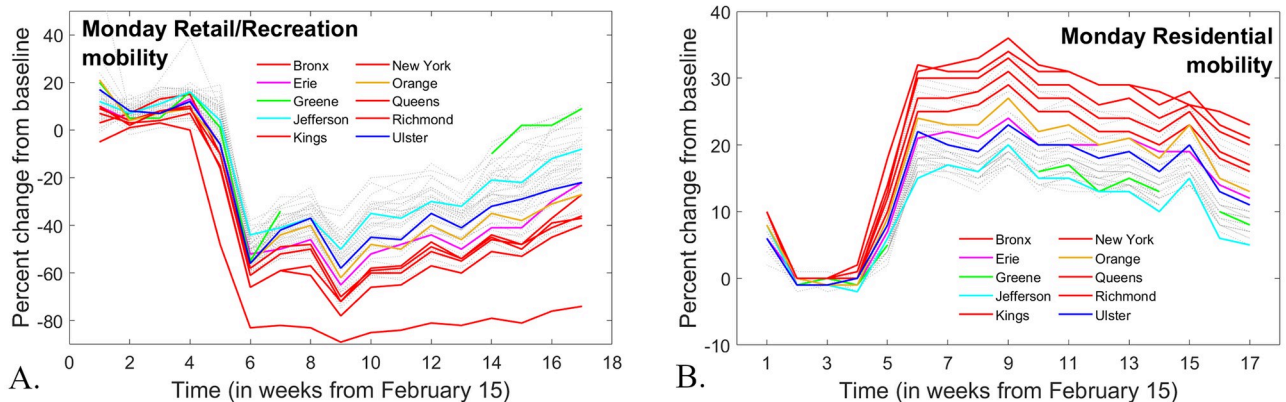 Monday Retail/Recreation
mobility
Percent change from baseline
40
20
0
-20
-40
-60
-80
Bronx
Erie
Greene
Jefferson
Kings
New York
Orange
Queens
Richmond
Ulster
0 2 4 6 8 10 12 14 16 18
Time (in weeks from February 15)
A.
Monday Residential
mobility
Percent change from baseline
40
30
20
10
0
-10
Bronx
Erie
Greene
Jefferson
Kings
New York
Orange
Queens
Richmond
Ulster
1 3 5 7 9 11 13 15 17
Time (in weeks from February 15)
B.